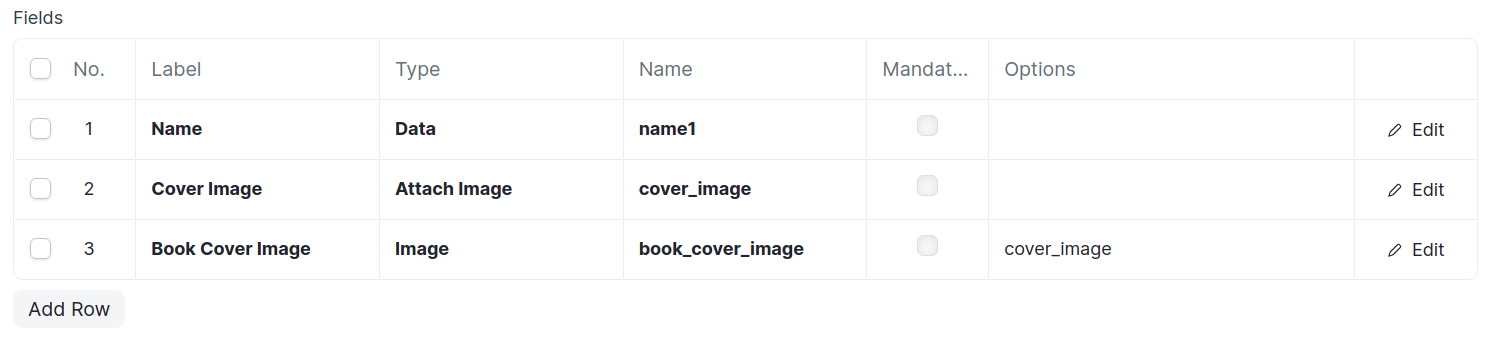 Fields
No. Label Type Name Mandat... Options
1 Name Data name1 Edit
2 Cover Image Attach Image cover_image Edit
3 Book Cover Image Image book_cover_image cover_image Edit
Add Row